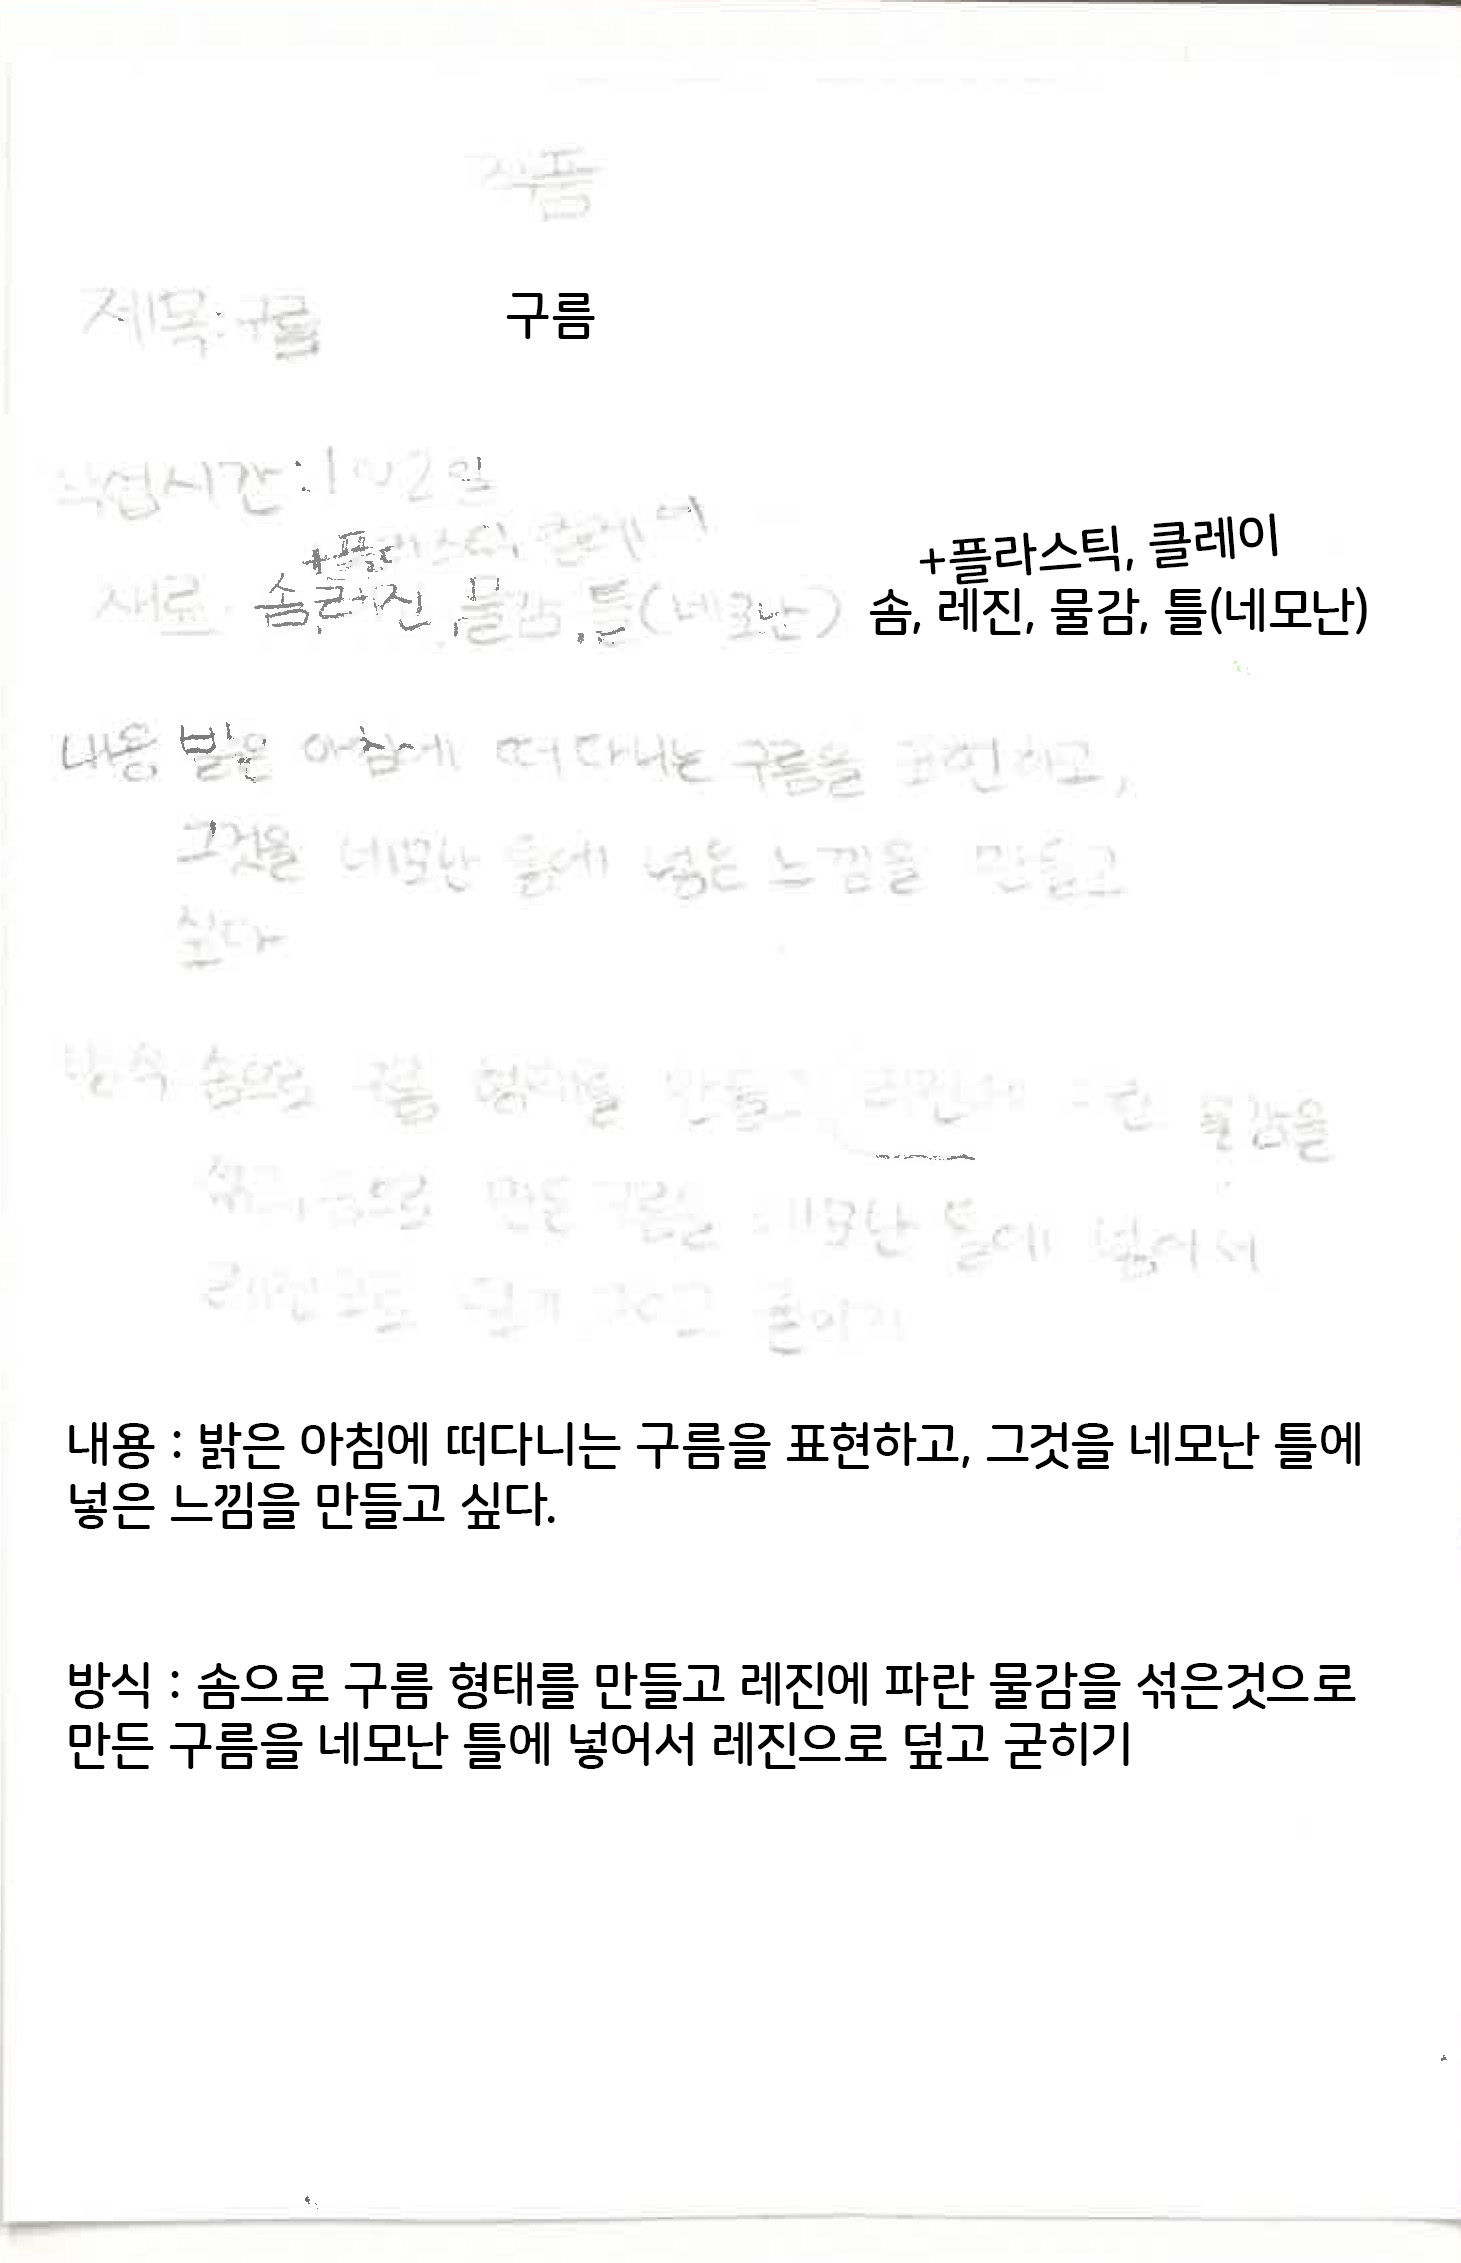 작품
제목:구름 구름
작업시간:1~2일
+플라스틱, 클레이 +플라스틱, 클레이
재료 솜,레진,물감,틀(네모난) 솜, 레진, 물감, 틀(네모난)
내용 밝은 아침에 떠다니는 구름을 표현하고,
그것을 네모난 틀에 넣은 느낌을 만들고
싶다
방식 솜으로 구름 형태를 만들고 레진에 파란 물감을
만든 구름을 네모난 틀에 넣어서
레진으로 덮기
내용 : 밝은 아침에 떠다니는 구름을 표현하고, 그것을 네모난 틀에
넣은 느낌을 만들고 싶다.
방식 : 솜으로 구름 형태를 만들고 레진에 파란 물감을 섞은것으로
만든 구름을 네모난 틀에 넣어서 레진으로 덮고 굳히기